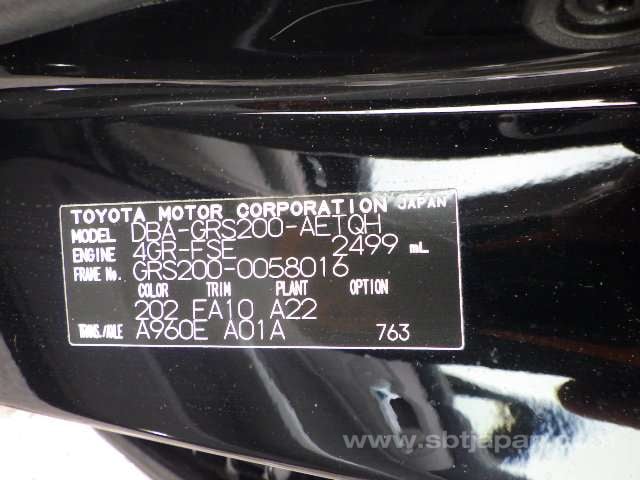 TOYOTA MOTOR CORPORATION JAPAN
MODEL DBA-GRS200-AETQH
ENGINE 4GR-FSE 2499 mL
FRAME No. GRS200-0058016
COLOR TRIM PLANT OPTION
202 EA10 A22
TRANS./AXLE A960E A01A 763
www.sbtjapan.com